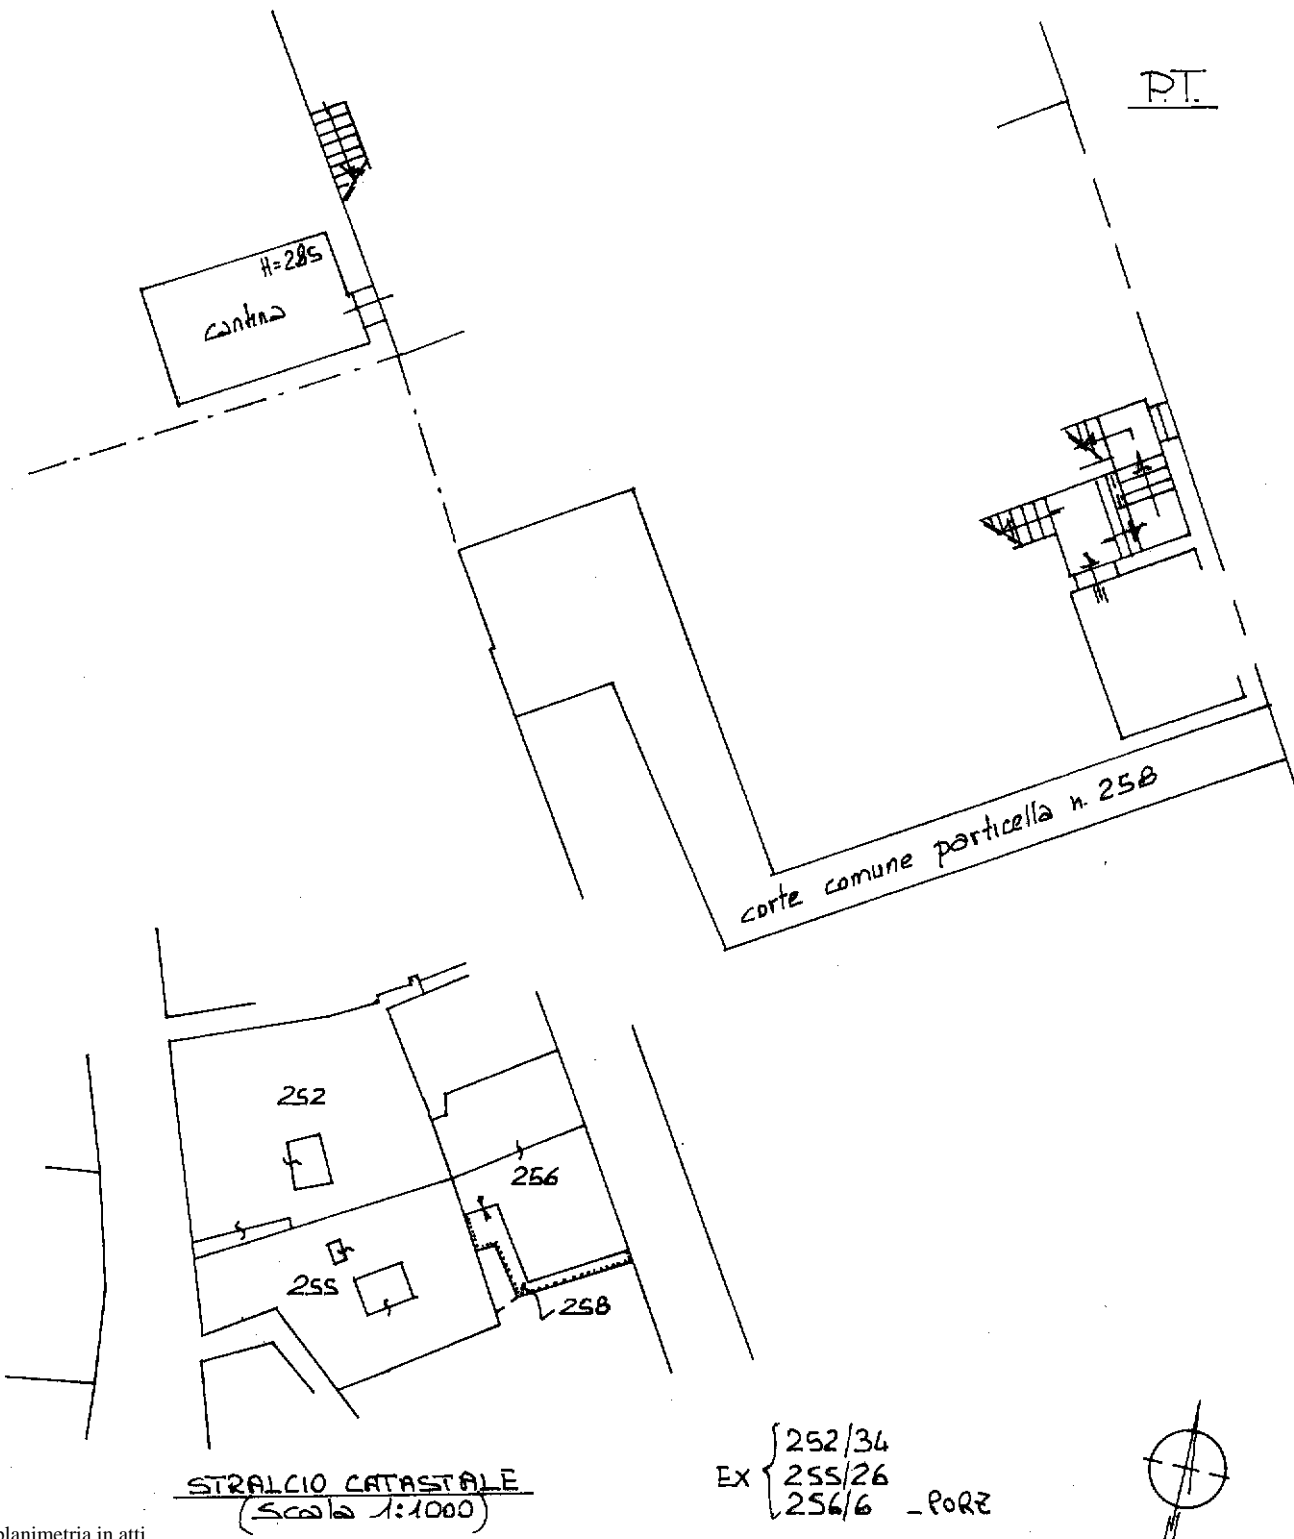 P.T.
H=285
cantina
corte comune particella n. 258
252
256
255
258
STRALCIO CATASTALE
(Scala 1:1000)
EX
252/34
255/26
256/6 - PORZ
planimetria in atti